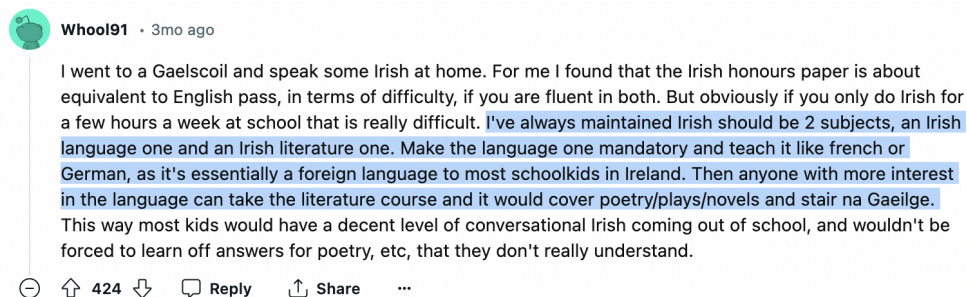 Whool91 • 3mo ago
I went to a Gaelscoil and speak some Irish at home. For me I found that the Irish honours paper is about
equivalent to English pass, in terms of difficulty, if you are fluent in both. But obviously if you only do Irish for
a few hours a week at school that is really difficult. I've always maintained Irish should be 2 subjects, an Irish
language one and an Irish literature one. Make the language one mandatory and teach it like french or
German, as it's essentially a foreign language to most schoolkids in Ireland. Then anyone with more interest
in the language can take the literature course and it would cover poetry/plays/novels and stair na Gaeilge.
This way most kids would have a decent level of conversational Irish coming out of school, and wouldn't be
forced to learn off answers for poetry, etc, that they don't really understand.
424 Reply Share ...